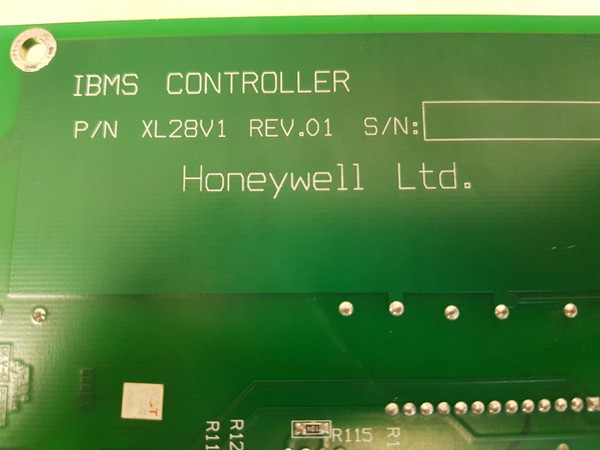 IBMS CONTROLLER
P/N XL28V1 REV.01 S/N:
Honeywell Ltd.
R115